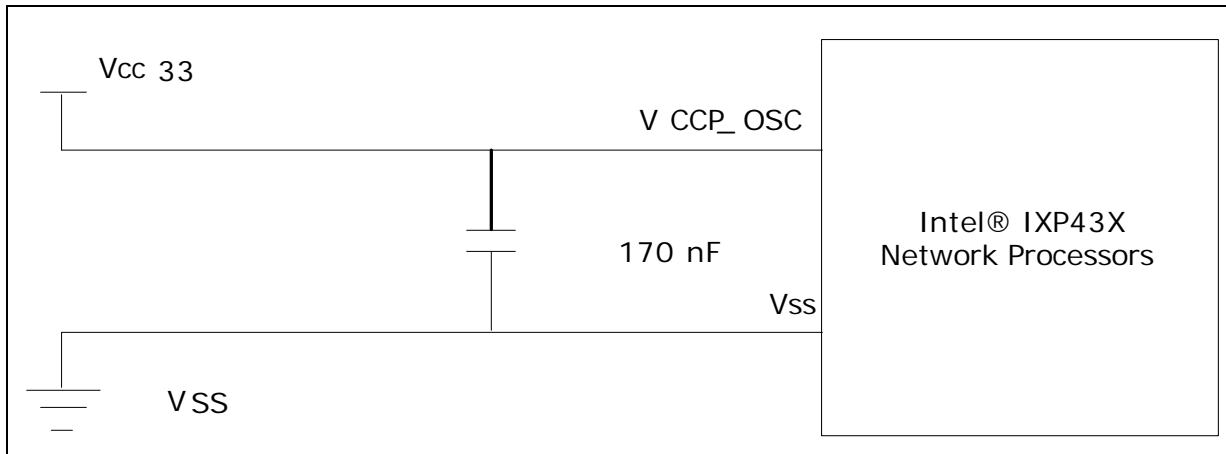 Vcc 33
V CCP_ OSC
Intel® IXP43X
Network Processors
170 nF
Vss
VSS